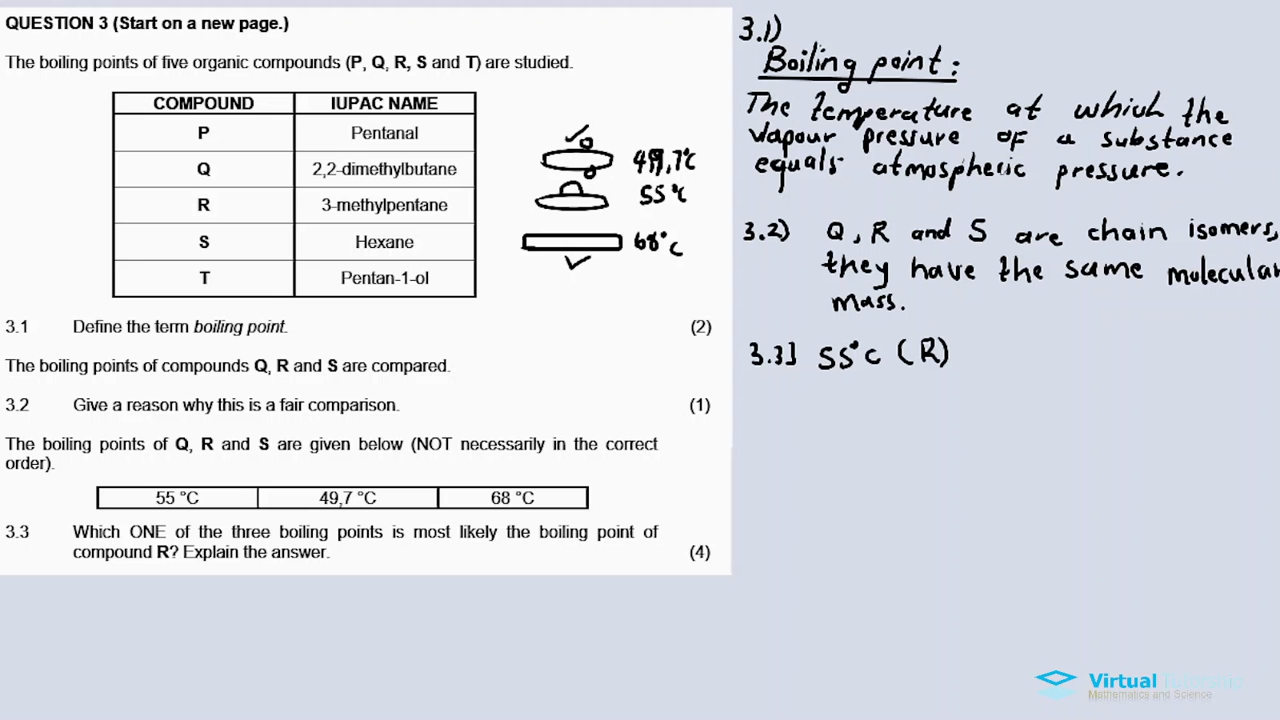 QUESTION 3 (Start on a new page.)
The boiling points of five organic compounds (P, Q, R, S and T) are studied.
COMPOUND IUPAC NAME
P Pentanal
Q 2,2-dimethylbutane
R 3-methylpentane
S Hexane
T Pentan-1-ol
55°C
68°C
3.1 Define the term boiling point. (2)
The boiling points of compounds Q, R and S are compared.
3.2 Give a reason why this is a fair comparison. (1)
The boiling points of Q, R and S are given below (NOT necessarily in the correct
order).
55 °C 49,7 °C 68 °C
3.3 Which ONE of the three boiling points is most likely the boiling point of
compound R? Explain the answer. (4)
3.1)
Boiling point:
The temperature at which the
vapour pressure of a substance
equals atmospheric pressure.
3.2) Q, R and S are chain isomers,
they have the same molecular
mass.
3.3] 55°C (R)
Virtual
Mathematics and Science